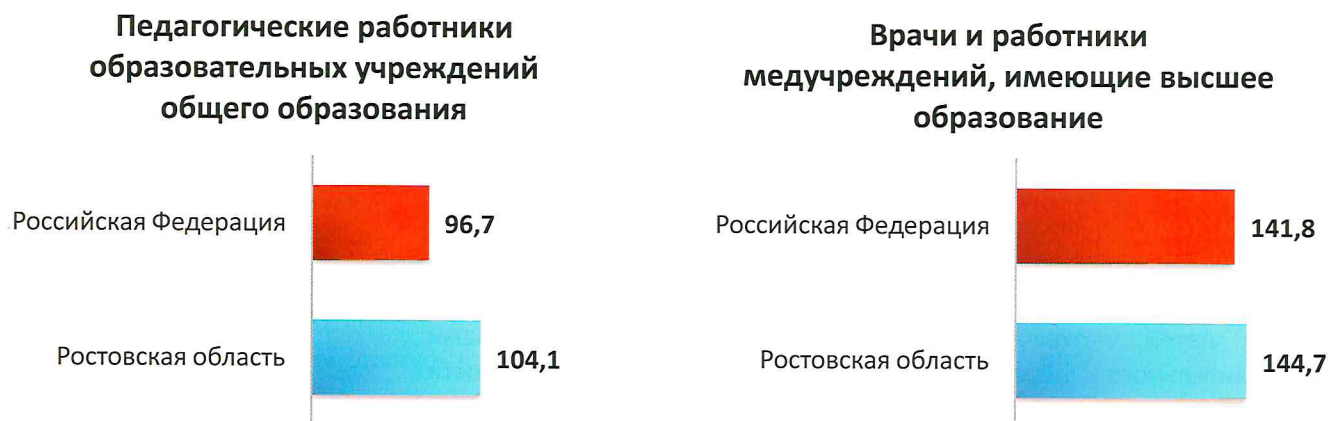 Педагогические работники
образовательных учреждений
общего образования
Российская Федерация
96,7
Ростовская область
104,1
Врачи и работники
медучреждений, имеющие высшее
образование
Российская Федерация
141,8
Ростовская область
144,7